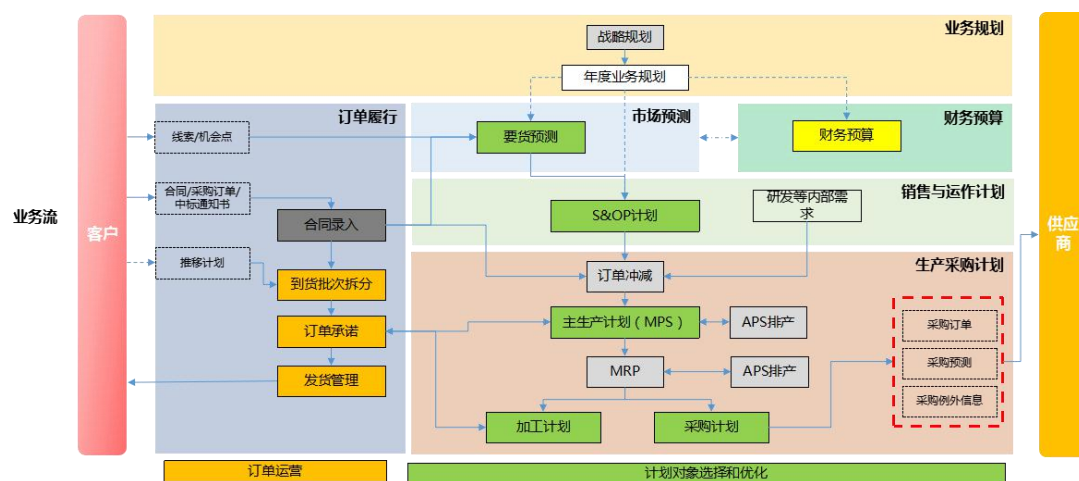 业务规划
战略规划
年度业务规划
订单履行
市场预测
财务预算
线索/机会点
要货预测
财务预算
合同/采购订单/
中标通知书
销售与运作计划
研发等内部需
求
S&OP计划
业务流
客户
合同录入
供应
商
推移计划
到货批次拆分
生产采购计划
订单冲减
订单承诺
主生产计划（MPS）
APS排产
采购订单
发货管理
MRP
APS排产
采购预测
采购例外信息
加工计划
采购计划
订单运营
计划对象选择和优化